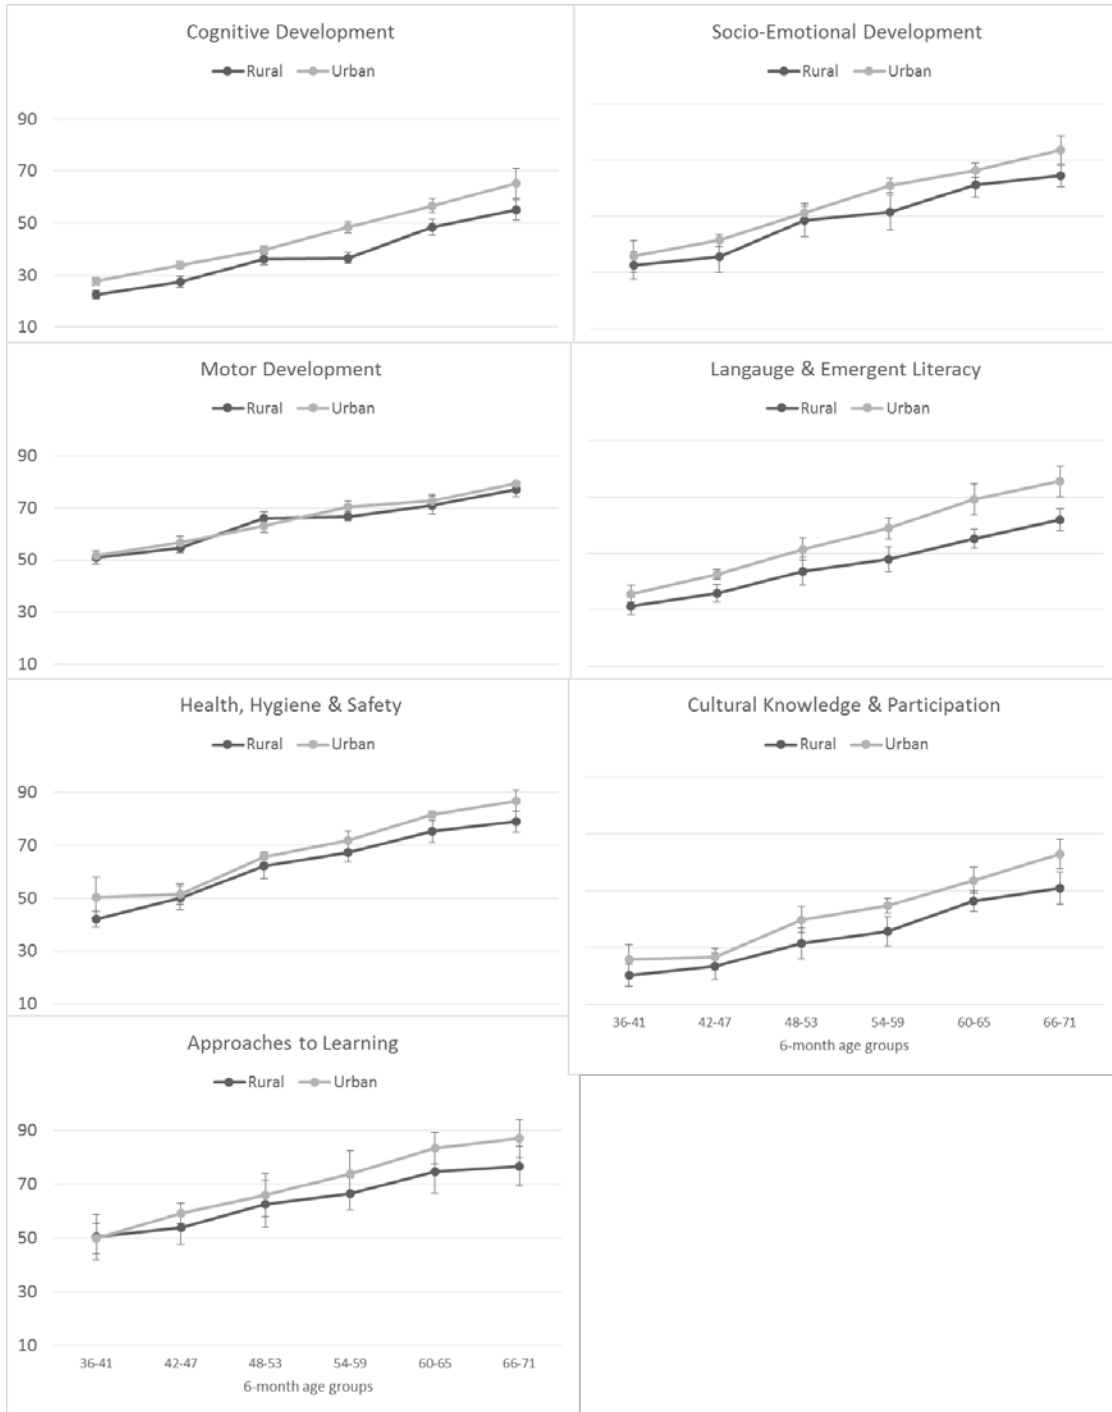 Cognitive Development
Rural Urban
90
70
50
30
10
Socio-Emotional Development
Rural Urban
Motor Development
Rural Urban
90
70
50
30
10
Langauge & Emergent Literacy
Rural Urban
Health, Hygiene & Safety
Rural Urban
90
70
50
30
10
Cultural Knowledge & Participation
Rural Urban
36-41 42-47 48-53 54-59 60-65 66-71
6-month age groups
Approaches to Learning
Rural Urban
90
70
50
30
10
36-41 42-47 48-53 54-59 60-65 66-71
6-month age groups